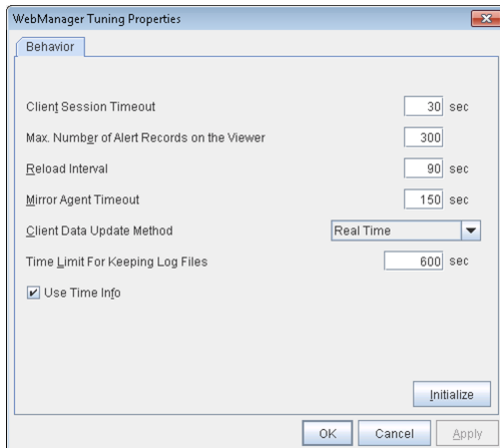 WebManager Tuning Properties
Behavior
Client Session Timeout 30 sec
Max. Number of Alert Records on the Viewer 300
Reload Interval 90 sec
Mirror Agent Timeout 150 sec
Client Data Update Method Real Time
Time Limit For Keeping Log Files 600 sec
Use Time Info
Initialize
OK Cancel Apply